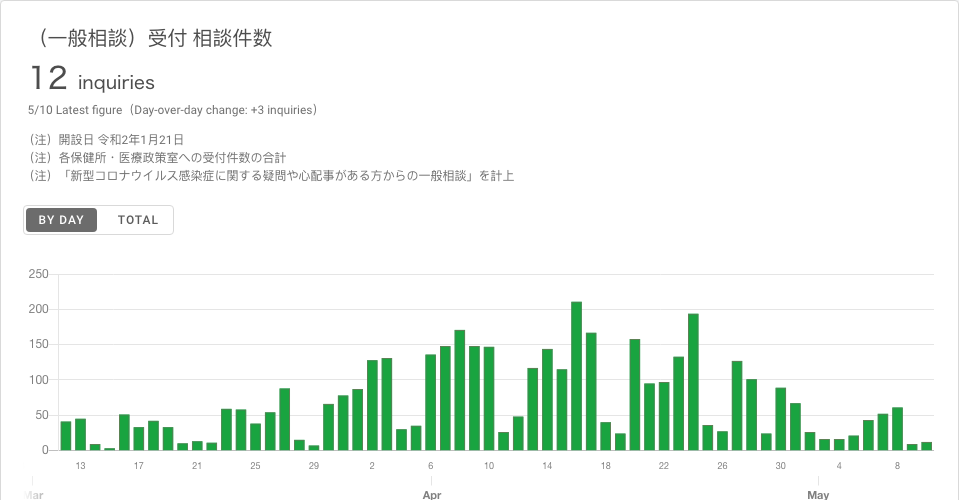 （一般相談）受付 相談件数
12 inquiries
5/10 Latest figure（Day-over-day change: +3 inquiries）
（注）開設日 令和2年1月21日
（注）各保健所・医療政策室への受付件数の合計
（注）「新型コロナウイルス感染症に関する疑問や心配事がある方からの一般相談」を計上
BY DAY TOTAL
250
200
150
100
50
0
13 17 21 25 29 2 6 10 14 18 22 26 30 4 8
Mar Apr May